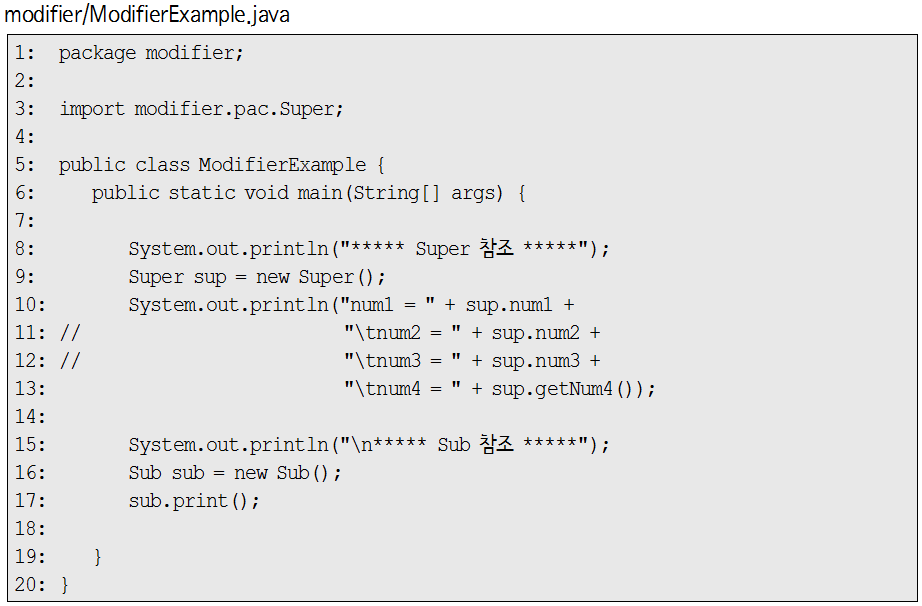 modifier/ModifierExample.java
1: package modifier;
2:
3: import modifier.pac.Super;
4:
5: public class ModifierExample {
6: public static void main(String[] args) {
7:
8: System.out.println("***** Super 참조 *****");
9: Super sup = new Super();
10: System.out.println("num1 = " + sup.num1 +
11: // "\tnum2 = " + sup.num2 +
12: // "\tnum3 = " + sup.num3 +
13: "\tnum4 = " + sup.getNum4());
14:
15: System.out.println("\n***** Sub 참조 *****");
16: Sub sub = new Sub();
17: sub.print();
18:
19: }
20: }